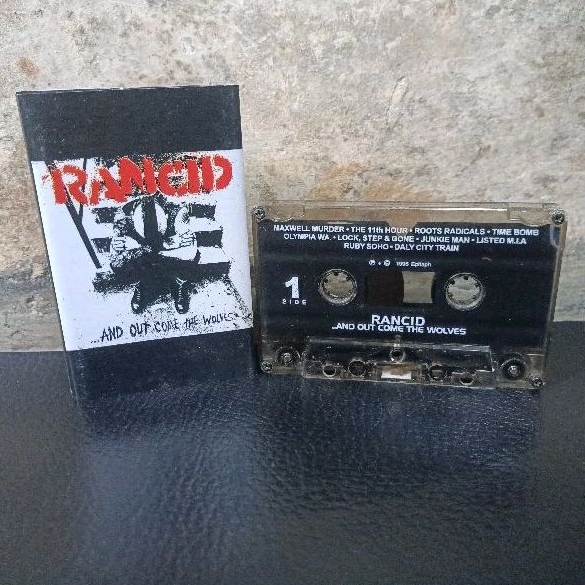 RANCID
...AND OUT COME THE WOLVES
MAXWELL MURDER • THE 11th HOUR • ROOTS RADICALS • TIME BOMB
OLYMPIA WA. • LOCK, STEP & GONE • JUNKIE MAN • LISTED M.I.A
RUBY SOHO • DALY CITY TRAIN
℗ + © 1995 Epitaph
1
SIDE
RANCID
...AND OUT COME THE WOLVES